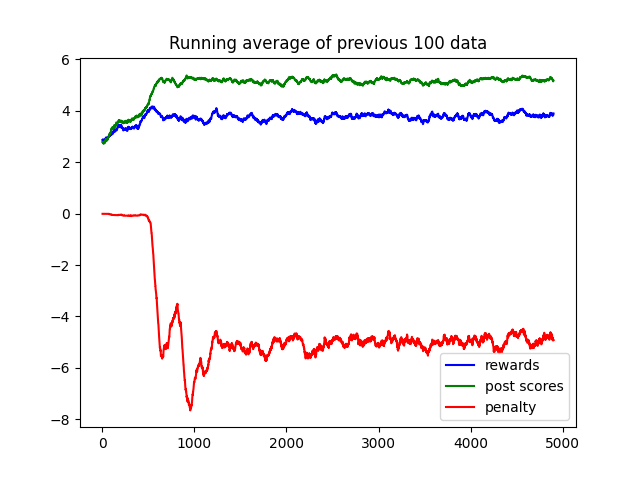 Running average of previous 100 data
6
4
2
0
−2
−4
−6
−8
rewards
post scores
penalty
0 1000 2000 3000 4000 5000